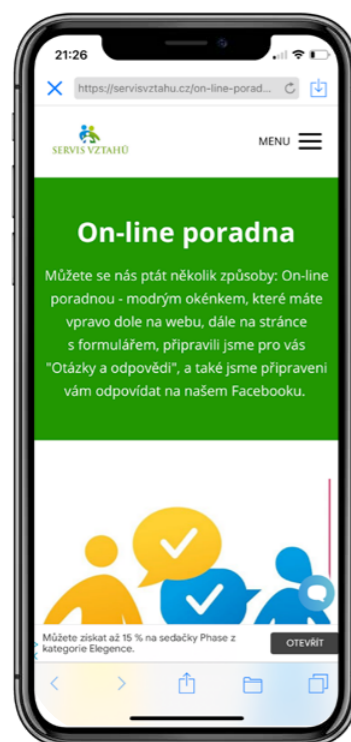 21:26
https://servisvztahu.cz/on-line-porad...
SERVIS VZTAHŮ
MENU
On-line poradna
Můžete se nás ptát několik způsoby: On-line
poradnou - modrým okénkem, které máte
vpravo dole na webu, dále na stránce
s formulářem, připravili jsme pro vás
"Otázky a odpovědi", a také jsme připraveni
vám odpovídat na našem Facebooku.
Můžete získat až 15 % na sedačky Phase z
kategorie Elegence.
OTEVŘÍT